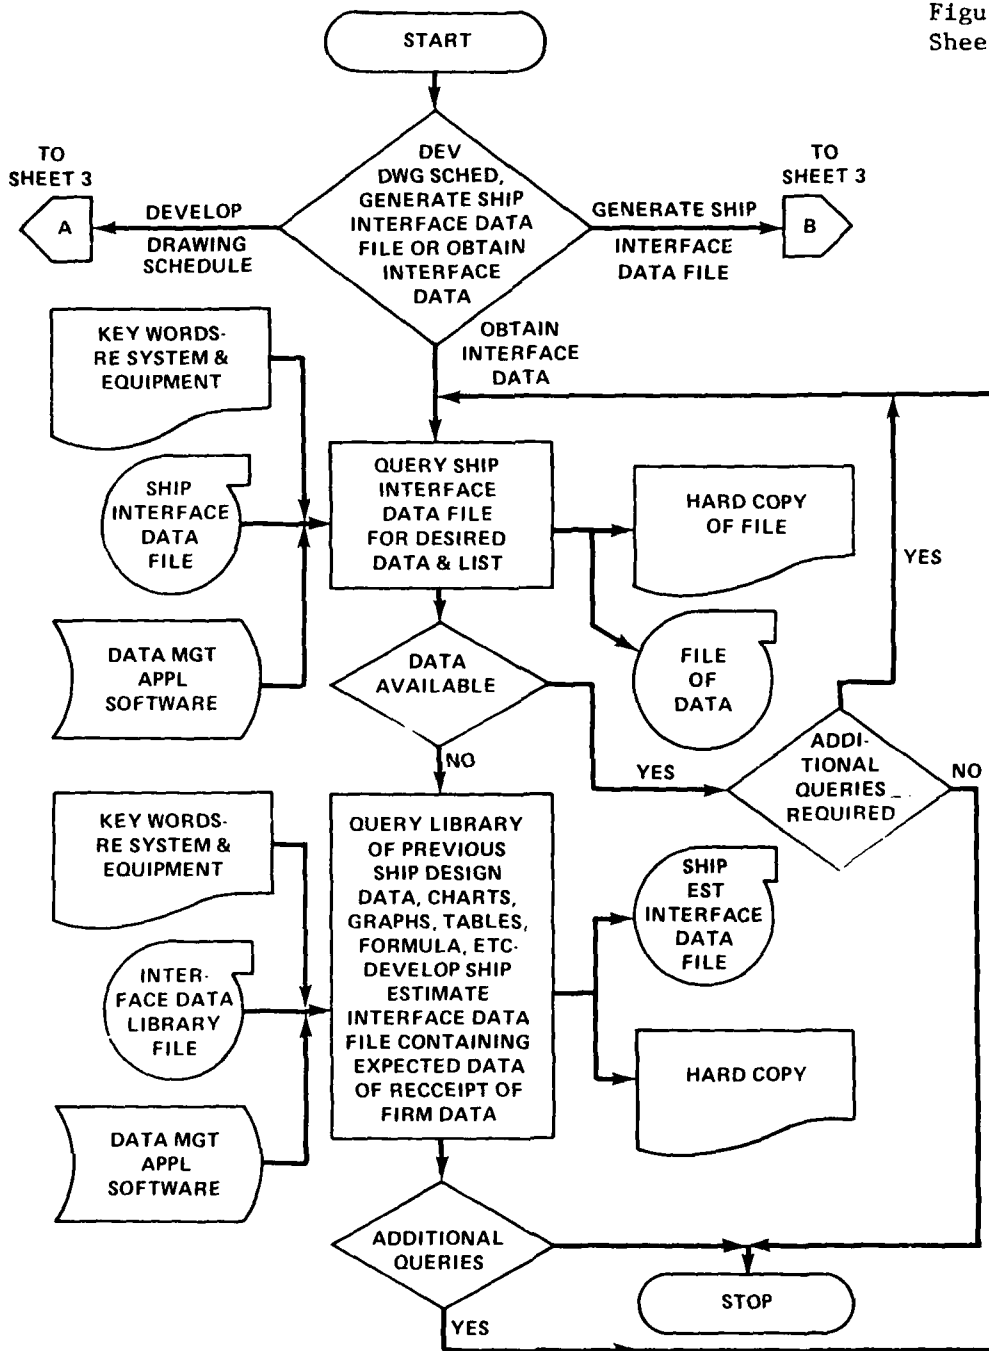 Figu
Shee
START
TO
SHEET 3
A
DEVELOP
DRAWING
SCHEDULE
DEV
DWG SCHED,
GENERATE SHIP
INTERFACE DATA
FILE OR OBTAIN
INTERFACE
DATA
GENERATE SHIP
INTERFACE
DATA FILE
TO
SHEET 3
B
OBTAIN
INTERFACE
DATA
KEY WORDS-
RE SYSTEM &
EQUIPMENT
SHIP
INTERFACE
DATA
FILE
DATA MGT
APPL
SOFTWARE
QUERY SHIP
INTERFACE
DATA FILE
FOR DESIRED
DATA & LIST
HARD COPY
OF FILE
FILE
OF
DATA
YES
DATA
AVAILABLE
NO
YES
ADDI-
TIONAL
QUERIES
REQUIRED
NO
KEY WORDS-
RE SYSTEM &
EQUIPMENT
INTER-
FACE DATA
LIBRARY
FILE
DATA MGT
APPL
SOFTWARE
QUERY LIBRARY
OF PREVIOUS
SHIP DESIGN
DATA, CHARTS,
GRAPHS, TABLES,
FORMULA, ETC-
DEVELOP SHIP
ESTIMATE
INTERFACE DATA
FILE CONTAINING
EXPECTED DATA
OF RECCEIPT OF
FIRM DATA
SHIP
EST
INTERFACE
DATA
FILE
HARD COPY
ADDITIONAL
QUERIES
YES
STOP